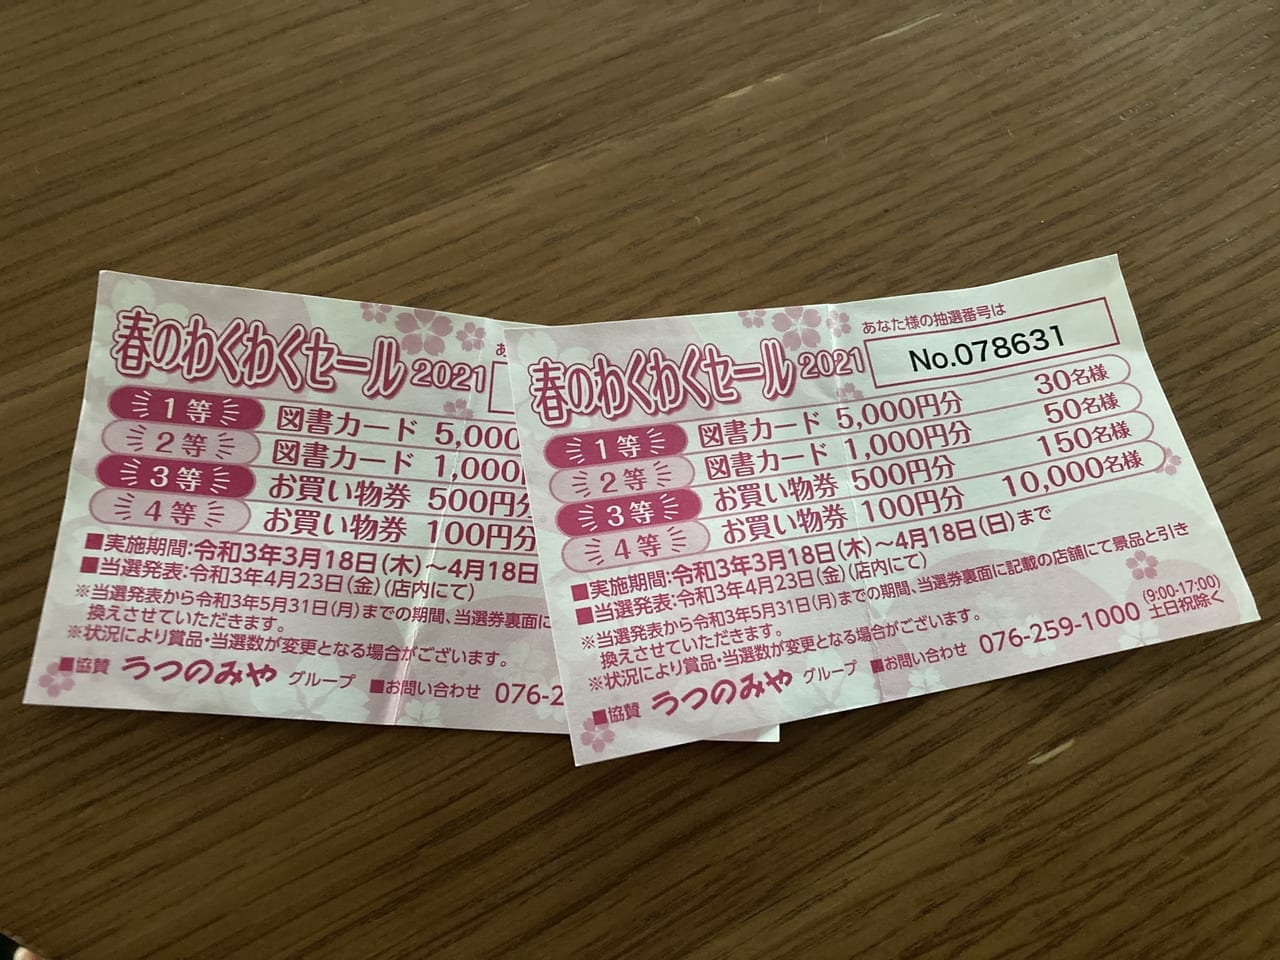 春のわくわくセール2021
あ
1等 図書カード 5,000
2等 図書カード 1,000
3等 お買い物券 500円分
4等 お買い物券 100円分
■実施期間:令和3年3月18日(木)～4月18日
■当選発表:令和3年4月23日(金)(店内にて)
※当選発表から令和3年5月31日(月)までの期間、当選券裏面に
換えさせていただきます。
※状況により賞品・当選数が変更となる場合がございます。
■協賛 うつのみや グループ ■お問い合わせ 076-2
春のわくわくセール2021
あなた様の抽選番号は
No.078631
1等 図書カード 5,000円分 30名様
2等 図書カード 1,000円分 50名様
3等 お買い物券 500円分 150名様
4等 お買い物券 100円分 10,000名様
■実施期間:令和3年3月18日(木)～4月18日(日)まで
■当選発表:令和3年4月23日(金)(店内にて)
※当選発表から令和3年5月31日(月)までの期間、当選券裏面に記載の店舗にて景品と引き
換えさせていただきます。
※状況により賞品・当選数が変更となる場合がございます。
■協賛 うつのみや グループ ■お問い合わせ 076-259-1000 (9:00-17:00)
土日祝除く